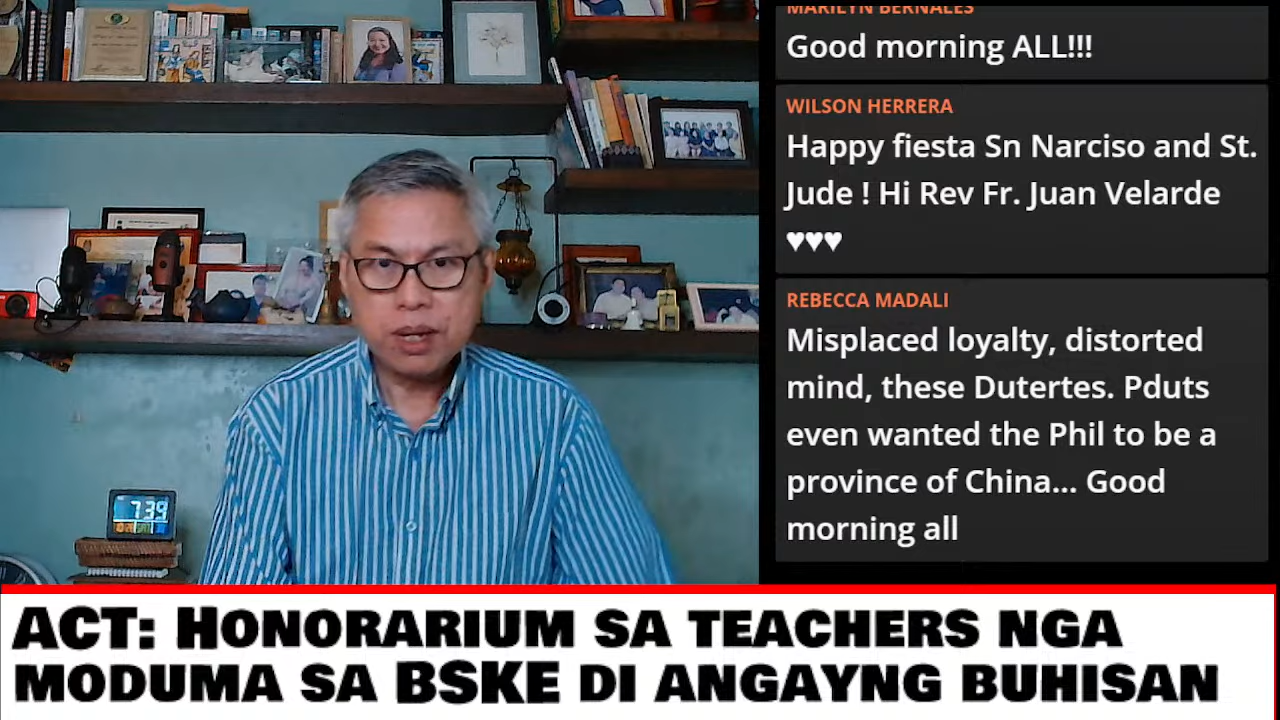 MARILYN BERNALES
Good morning ALL!!!
WILSON HERRERA
Happy fiesta Sn Narciso and St.
Jude ! Hi Rev Fr. Juan Velarde
♥♥♥
REBECCA MADALI
Misplaced loyalty, distorted
mind, these Dutertes. Pduts
even wanted the Phil to be a
province of China... Good
morning all
7:39
ACT: HONORARIUM SA TEACHERS NGA
MODUMA SA BSKE DI ANGAYNG BUHISAN